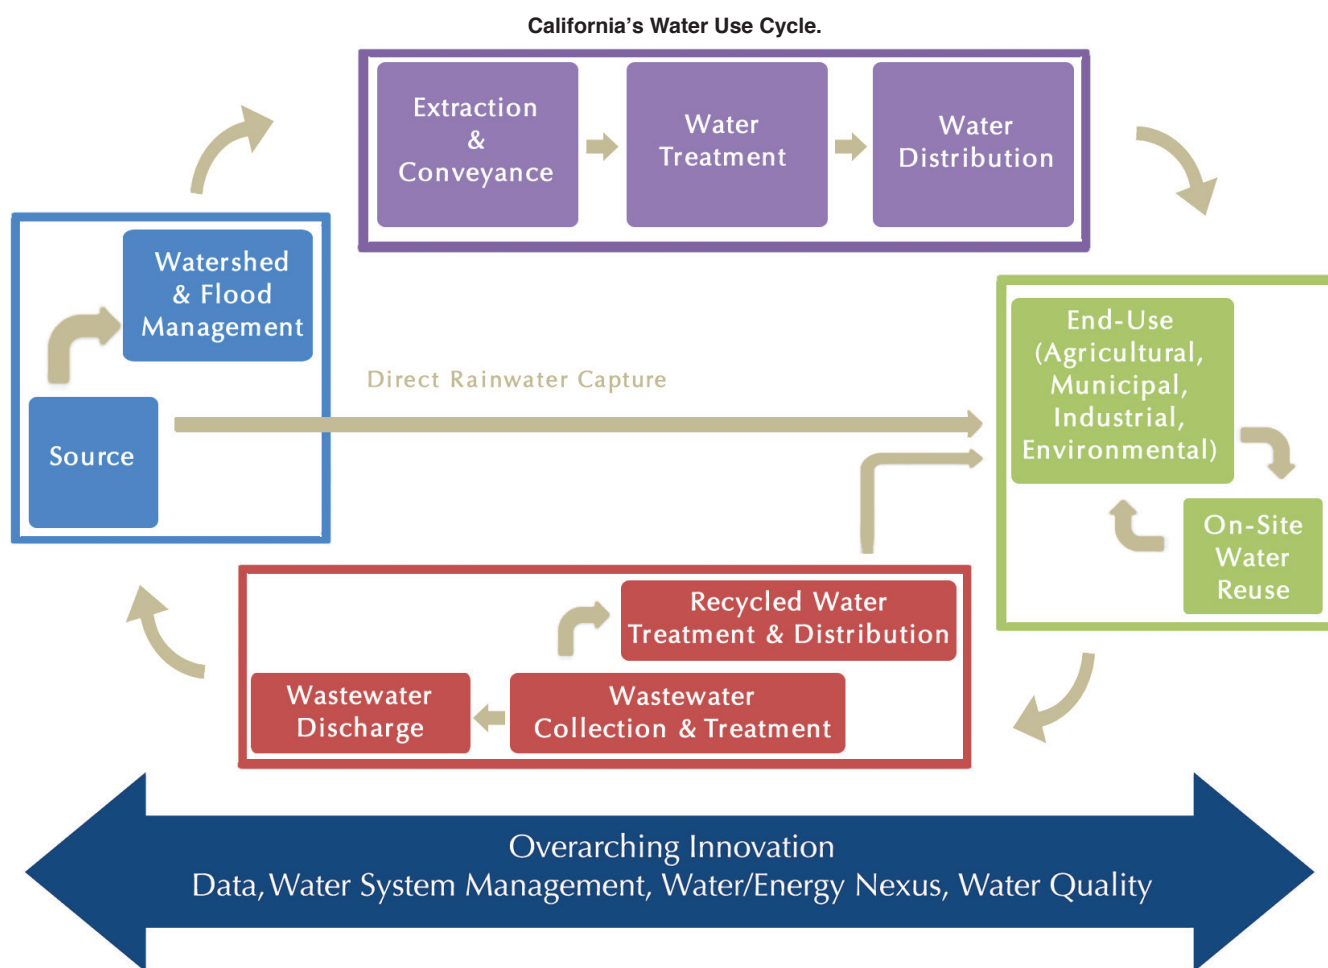 California's Water Use Cycle.
Extraction
&
Conveyance
Water
Treatment
Water
Distribution
Watershed
& Flood
Management
Source
Direct Rainwater Capture
End-Use
(Agricultural,
Municipal,
Industrial,
Environmental)
On-Site
Water
Reuse
Recycled Water
Treatment & Distribution
Wastewater
Discharge
Wastewater
Collection & Treatment
Overarching Innovation
Data, Water System Management, Water/Energy Nexus, Water Quality